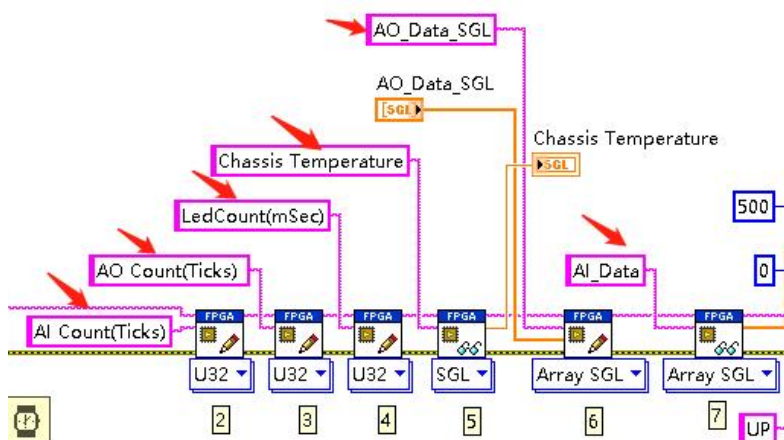 AO_Data_SGL
AO_Data_SGL
[SGL]
Chassis Temperature
Chassis Temperature
SGL
LedCount(mSec)
500
AO Count(Ticks)
AI_Data
0
AI Count(Ticks)
FPGA FPGA FPGA FPGA FPGA FPGA
U32 U32 U32 SGL Array SGL Array SGL
2 3 4 5 6 7
UP